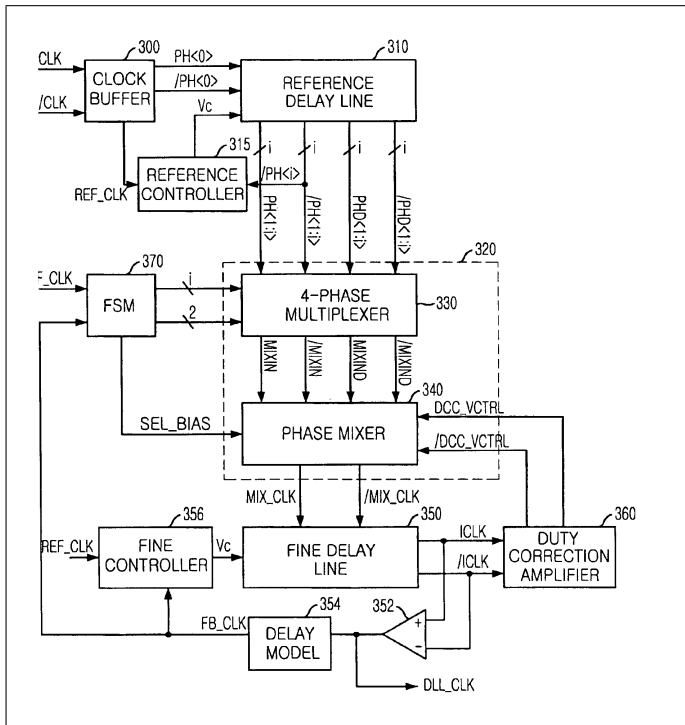 300
310
CLK
/CLK
CLOCK
BUFFER
PH<0>
/PH<0>
REFERENCE
DELAY LINE
Vc
315
REFERENCE
CONTROLLER
REF_CLK
/PH<i>
i
i
i
i
PH<1:i>
/PH<1:i>
PHD<1:i>
/PHD<1:i>
320
370
F_CLK
FSM
i
2
4-PHASE
MULTIPLEXER
330
MIXIN
/MIXIN
MIXIND
/MIXIND
340
SEL_BIAS
PHASE MIXER
DCC_VCTRL
/DCC_VCTRL
MIX_CLK
/MIX_CLK
356
350
360
REF_CLK
FINE
CONTROLLER
Vc
FINE DELAY
LINE
ICLK
/ICLK
DUTY
CORRECTION
AMPLIFIER
354
352
FB_CLK
DELAY
MODEL
+
-
DLL_CLK